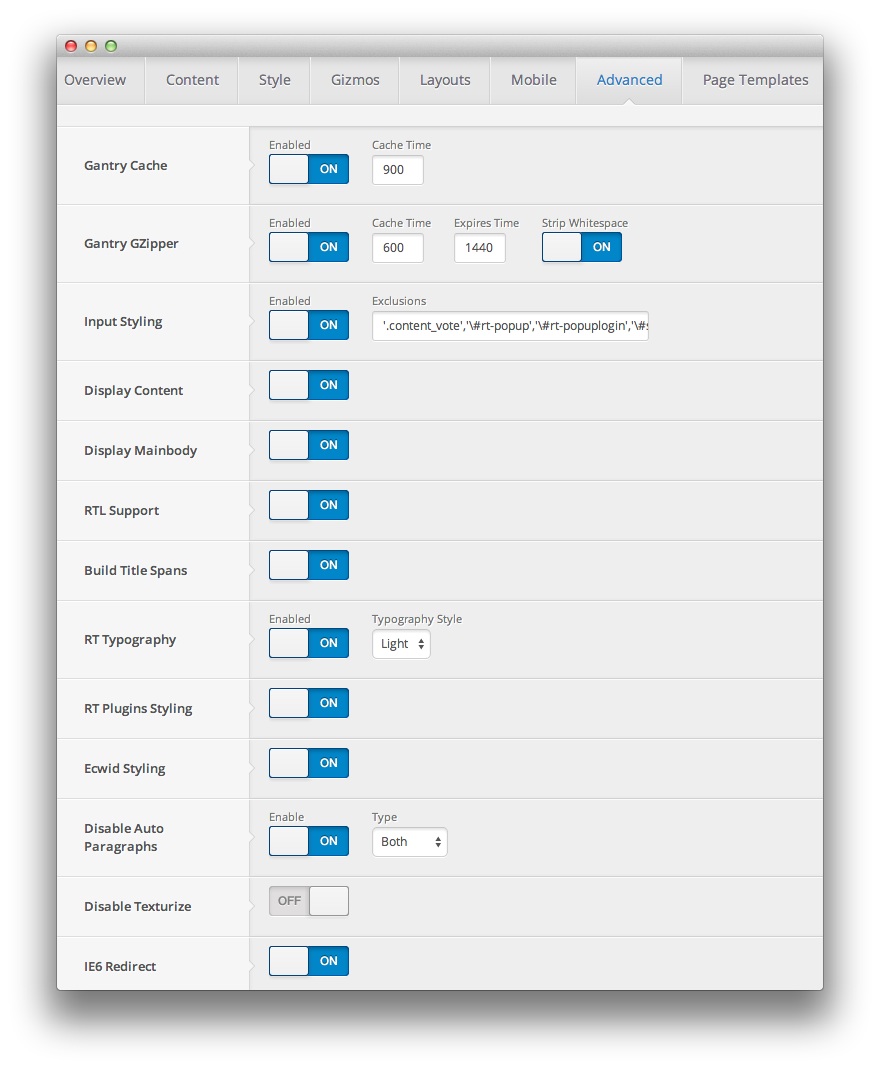 Overview Content Style Gizmos Layouts Mobile Advanced Page Templates
Gantry Cache
Enabled Cache Time
ON 900
Gantry GZipper
Enabled Cache Time Expires Time Strip Whitespace
ON 600 1440 ON
Input Styling
Enabled Exclusions
ON '.content_vote','\#rt-popup','\#rt-popuplogin','\#
Display Content
ON
Display Mainbody
ON
RTL Support
ON
Build Title Spans
ON
RT Typography
Enabled Typography Style
ON Light
RT Plugins Styling
ON
Ecwid Styling
ON
Disable Auto
Paragraphs
Enable Type
ON Both
Disable Texturize
OFF
IE6 Redirect
ON